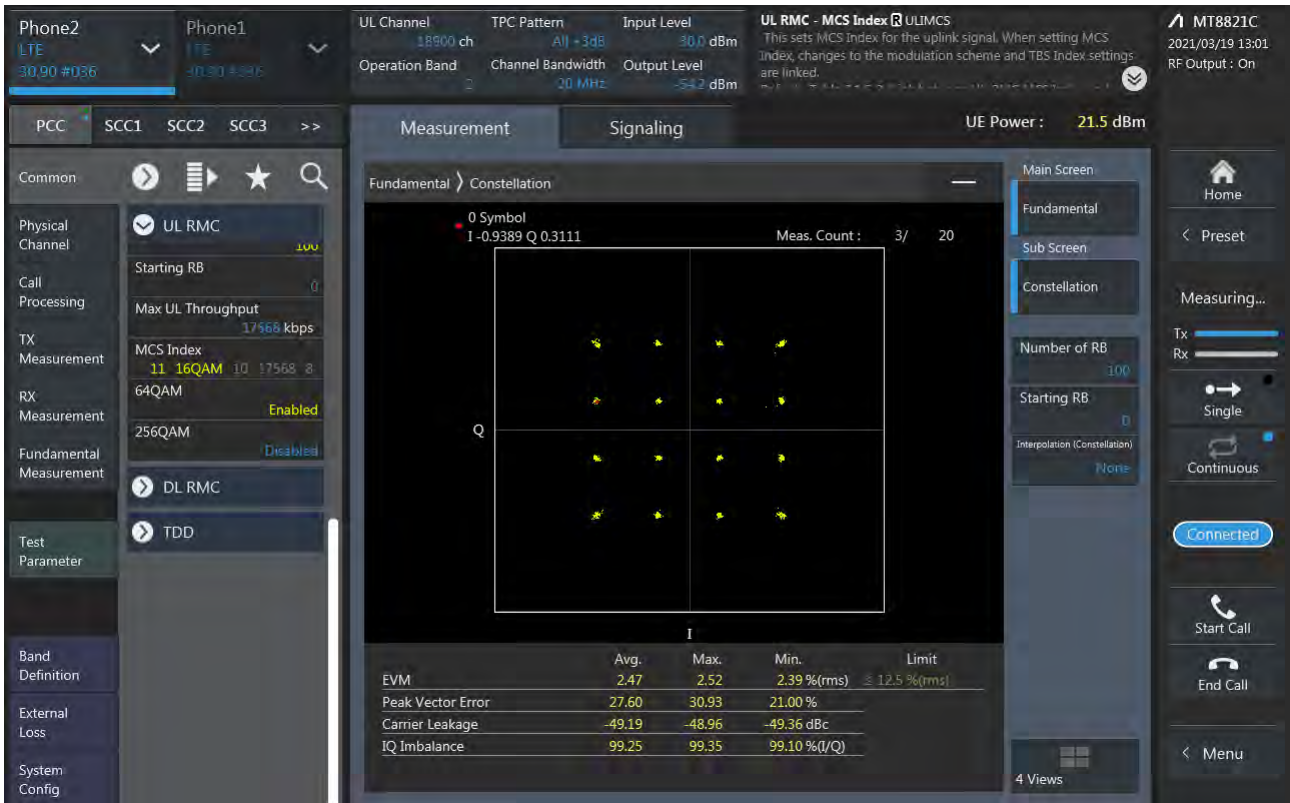 Phone2
LTE
30.90 #036
Phone1
LTE
30.90 #036
UL Channel
18900 ch
Operation Band
2
TPC Pattern
All +3dB
Channel Bandwidth
20 MHz
Input Level
30.0 dBm
Output Level
-54.2 dBm
UL RMC - MCS Index R ULIMCS
This sets MCS Index for the uplink signal. When setting MCS
Index, changes to the modulation scheme and TBS Index settings
are linked.
MT8821C
2021/03/19 13:01
RF Output : On
PCC SCC1 SCC2 SCC3 >>
Measurement Signaling
UE Power : 21.5 dBm
Common
Physical
Channel
Call
Processing
TX
Measurement
RX
Measurement
Fundamental
Measurement
Test
Parameter
Band
Definition
External
Loss
System
Config
UL RMC
100
Starting RB
0
Max UL Throughput
17568 kbps
MCS Index
11 16QAM 10 17568 8
64QAM
Enabled
256QAM
Disabled
DL RMC
TDD
Fundamental > Constellation
0 Symbol
I -0.9389 Q 0.3111
Meas. Count : 3/ 20
Q
I
Avg. Max. Min. Limit
EVM 2.47 2.52 2.39 %(rms) ≤ 12.5 %(rms)
Peak Vector Error 27.60 30.93 21.00 %
Carrier Leakage -49.19 -48.96 -49.36 dBc
IQ Imbalance 99.25 99.35 99.10 %(I/Q)
Main Screen
Fundamental
Sub Screen
Constellation
Number of RB
100
Starting RB
0
Interpolation (Constellation)
None
4 Views
Home
< Preset
Measuring...
Tx
Rx
Single
Continuous
Connected
Start Call
End Call
< Menu